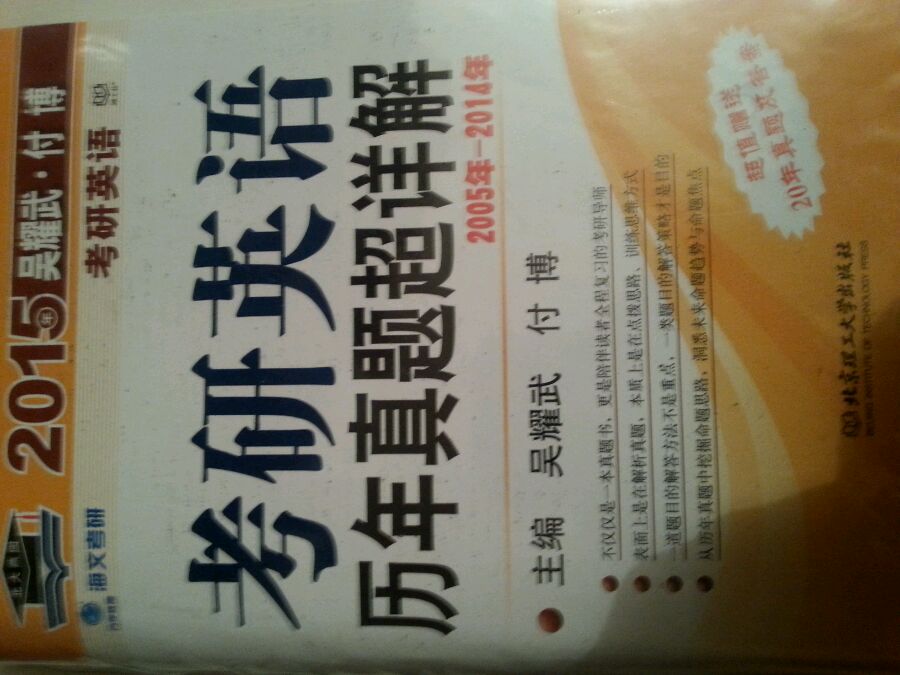 2015年 吴耀武·付博
考研英语
海文考研
考研英语
历年真题超详解
2005年-2014年
主编 吴耀武 付博
不仅仅是一本真题书，更是陪伴读者全程复习的考研导师
表面上是在解析真题，本质上是在点拨思路、训练思维方式
一道题目的解答方法不是重点，一类题目的解答策略才是目的
从历年真题中挖掘命题思路，洞悉未来命题趋势与命题焦点
超值赠送
20年真题及答案
北京理工大学出版社
BEIJING INSTITUTE OF TECHNOLOGY PRESS